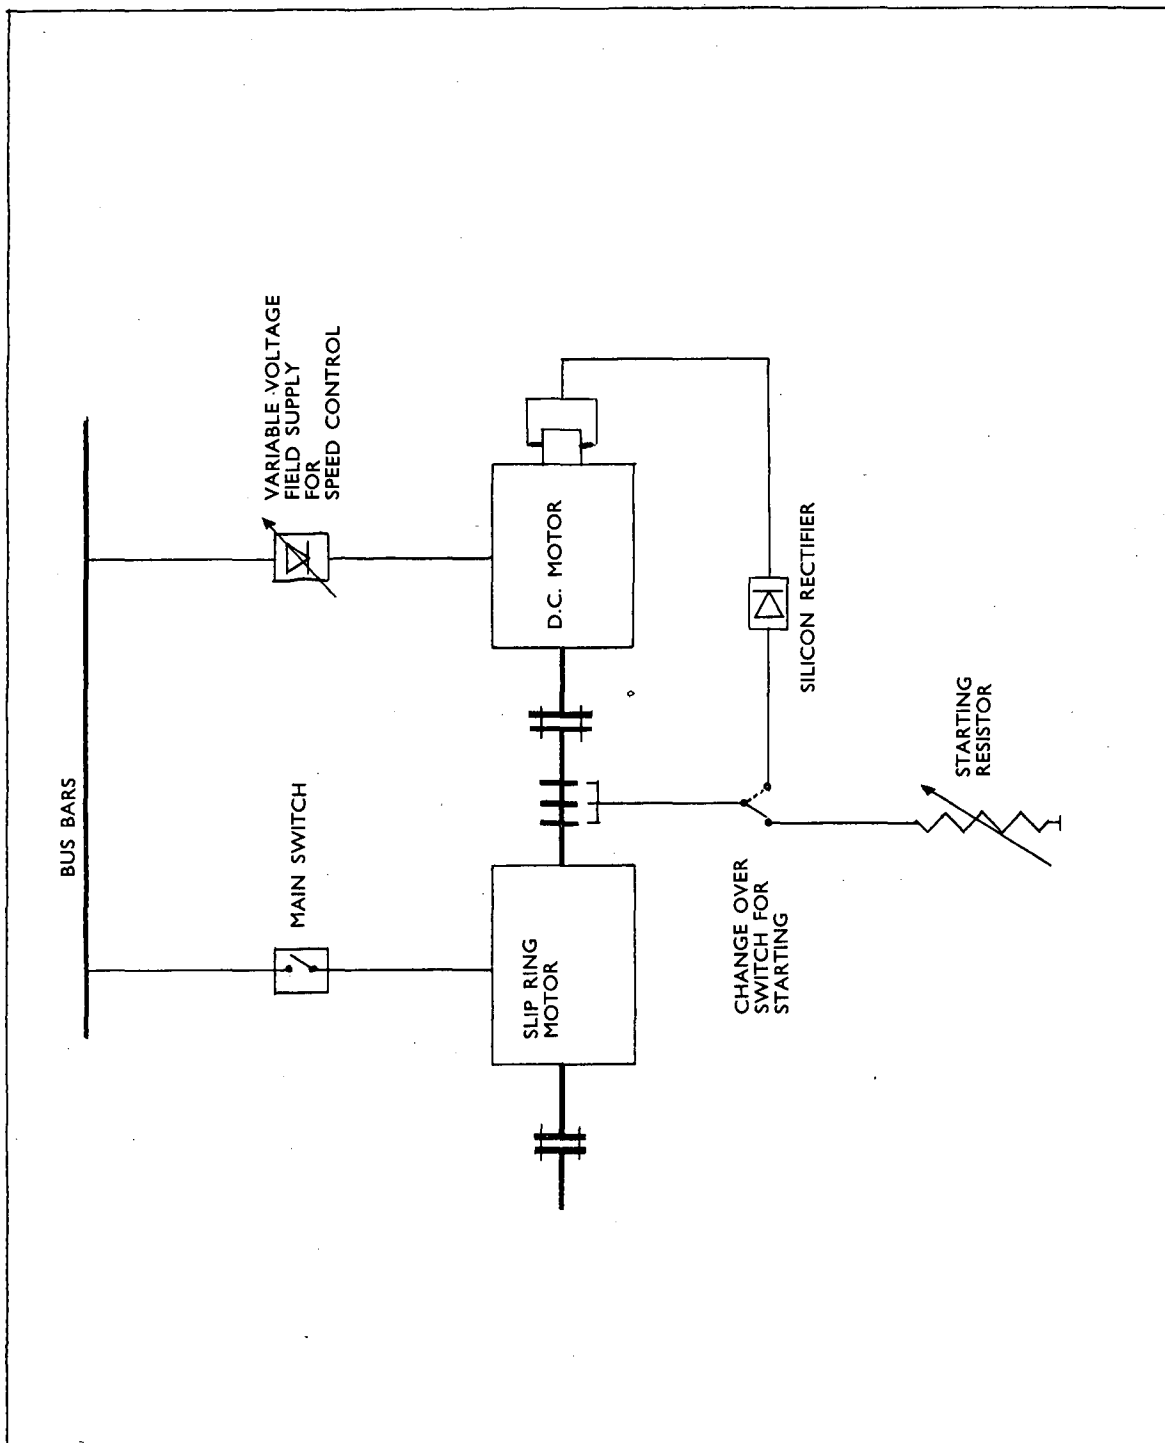 BUS BARS
MAIN SWITCH
VARIABLE VOLTAGE
FIELD SUPPLY
FOR
SPEED CONTROL
SLIP RING
MOTOR
D.C. MOTOR
CHANGE OVER
SWITCH FOR
STARTING
SILICON RECTIFIER
STARTING
RESISTOR